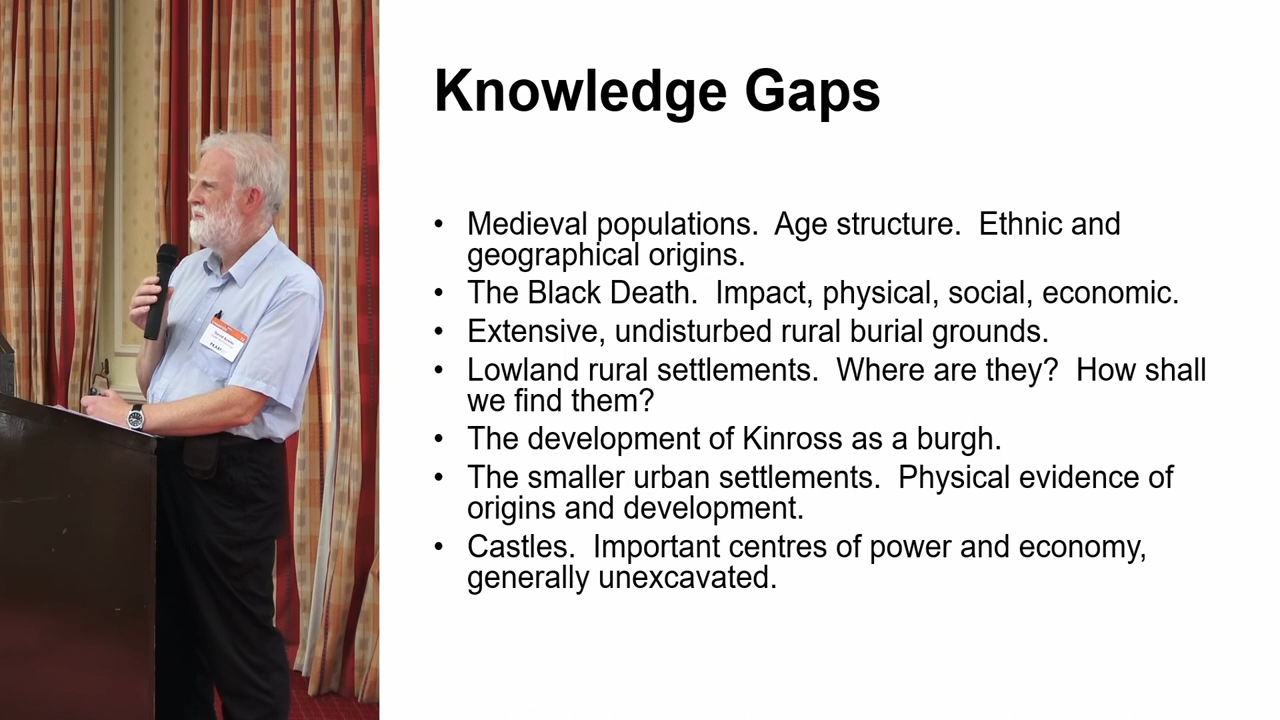 Knowledge Gaps
• Medieval populations.  Age structure.  Ethnic and
geographical origins.
• The Black Death.  Impact, physical, social, economic.
• Extensive, undisturbed rural burial grounds.
• Lowland rural settlements.  Where are they?  How shall
we find them?
• The development of Kinross as a burgh.
• The smaller urban settlements.  Physical evidence of
origins and development.
• Castles.  Important centres of power and economy,
generally unexcavated.